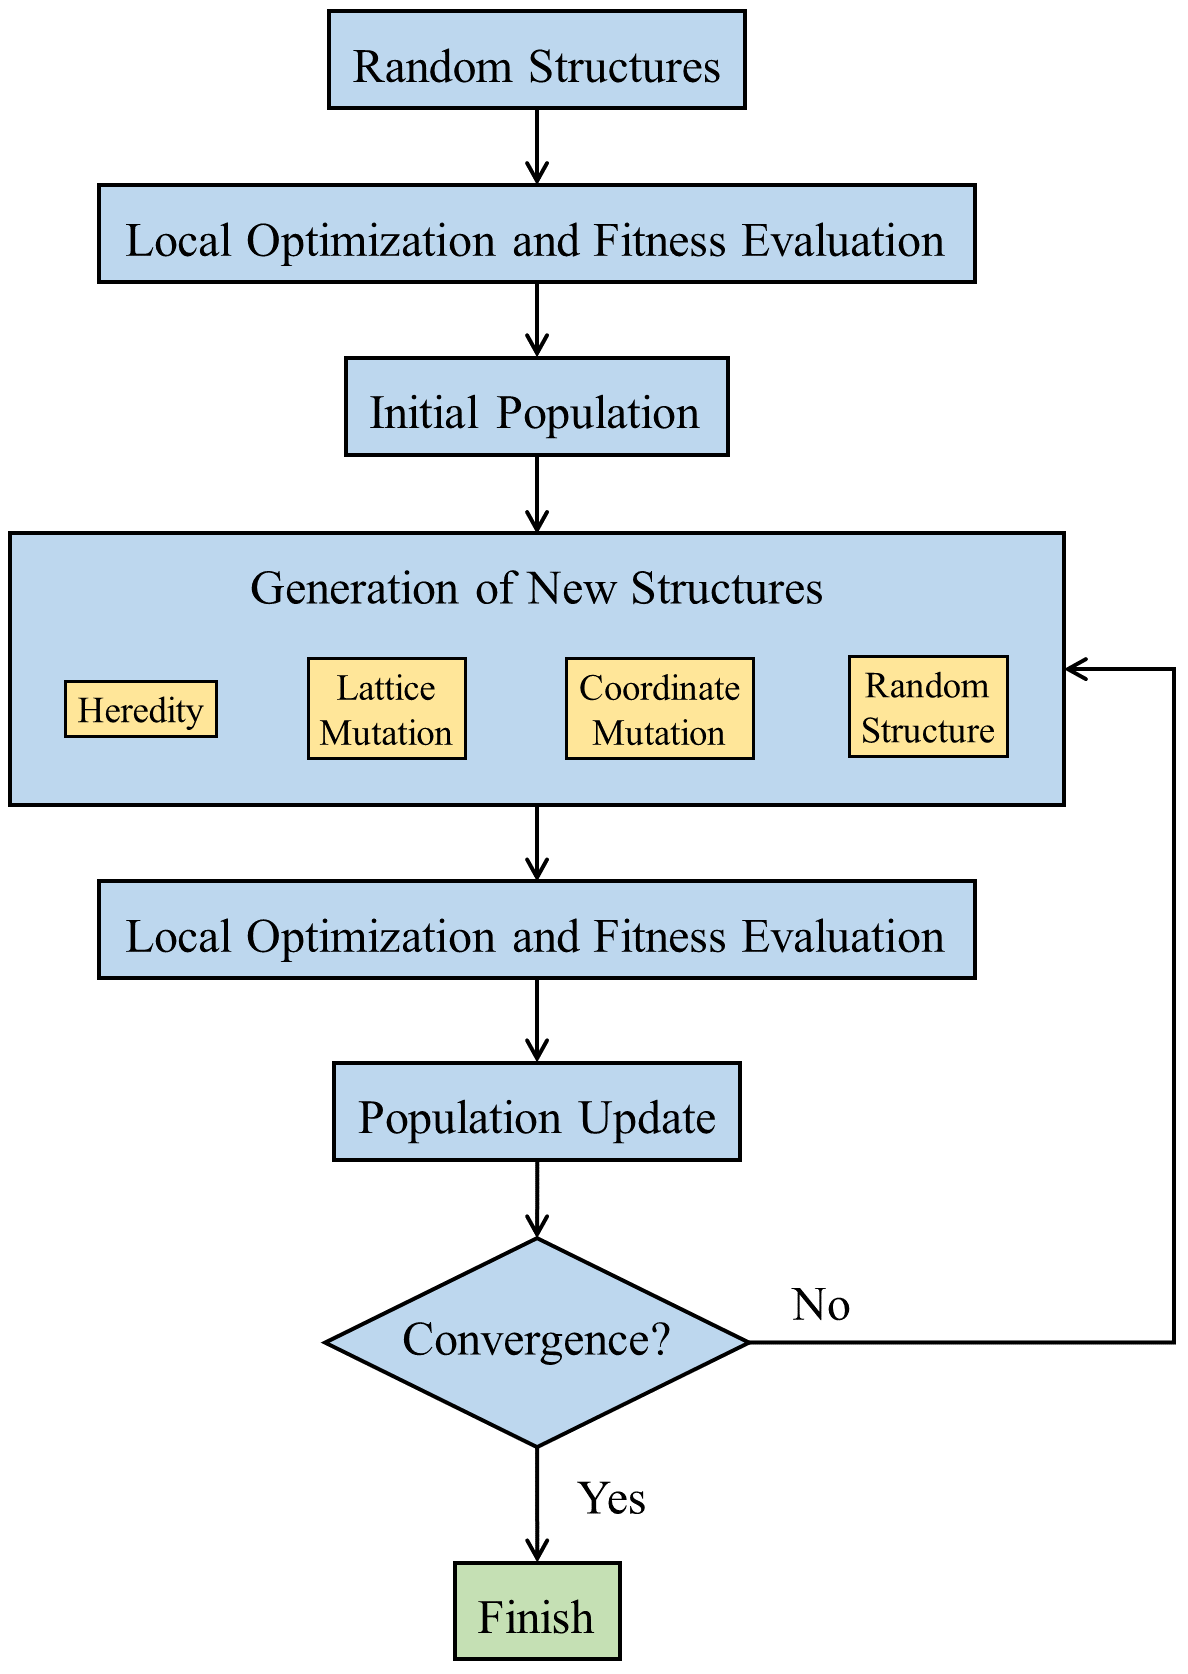 Random Structures
Local Optimization and Fitness Evaluation
Initial Population
Generation of New Structures
Heredity
Lattice
Mutation
Coordinate
Mutation
Random
Structure
Local Optimization and Fitness Evaluation
Population Update
Convergence?
No
Yes
Finish